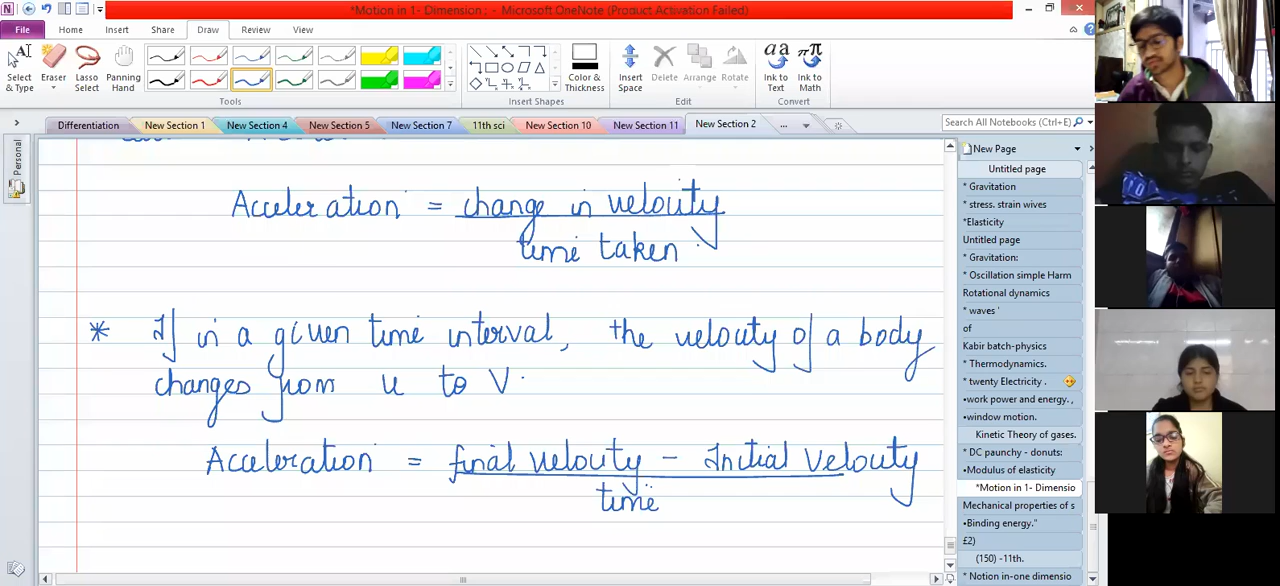 *Motion in 1- Dimension : - Microsoft OneNote (Product Activation Failed)
File Home Insert Share Draw Review View
Select & Type Eraser Lasso Select Panning Hand Color & Thickness Insert Space Delete Arrange Rotate Ink to Text Ink to Math
Tools Insert Shapes Edit Convert
Differentiation New Section 1 New Section 4 New Section 5 New Section 7 11th sci New Section 10 New Section 11 New Section 2 ... Search All Notebooks (Ctrl+E)
Personal
Acceleration = change in velouity
time taken.
* If in a given time interval, the velouty of a body
changes from u to V.
Acceleration = final velouty - Initial Velouuty
time
New Page
Untitled page
* Gravitation
* stress. strain wives
*Elasticity
Untitled page
* Gravitation:
* Oscillation simple Harm
Rotational dynamics
* waves '
of
Kabir batch-physics
* Thermodynamics.
* twenty Electricity .
•work power and energy. ,
•window motion.
Kinetic Theory of gases.
* DC paunchy - donuts:
•Modulus of elasticity
*Motion in 1- Dimensio
Mechanical properties of s
•Binding energy."
£2)
(150) -11th.
* Notion in-one dimensio